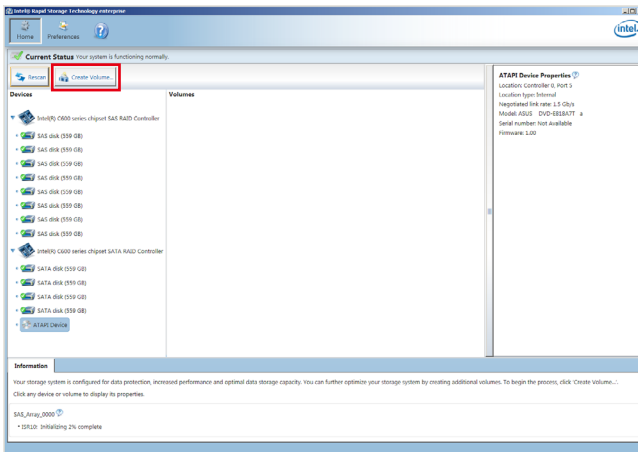 Intel® Rapid Storage Technology enterprise
Home
Preferences
?
intel
Current Status Your system is functioning normally.
Rescan
Create Volume...
Devices
Volumes
Intel(R) C600 series chipset SAS RAID Controller
SAS disk (559 GB)
SAS disk (559 GB)
SAS disk (559 GB)
SAS disk (559 GB)
SAS disk (559 GB)
SAS disk (559 GB)
SAS disk (559 GB)
SAS disk (559 GB)
Intel(R) C600 series chipset SATA RAID Controller
SATA disk (559 GB)
SATA disk (559 GB)
SATA disk (559 GB)
SATA disk (559 GB)
ATAPI Device
ATAPI Device Properties ?
Location: Controller 0, Port 5
Location type: Internal
Negotiated link rate: 1.5 Gb/s
Model: ASUS DVD-E818A7T a
Serial number: Not Available
Firmware: 1.00
Information
Your storage system is configured for data protection, increased performance and optimal data storage capacity. You can further optimize your storage system by creating additional volumes. To begin the process, click 'Create Volume...'.
Click any device or volume to display its properties.
SAS_Array_0000 ?
• ISR10: Initializing 2% complete